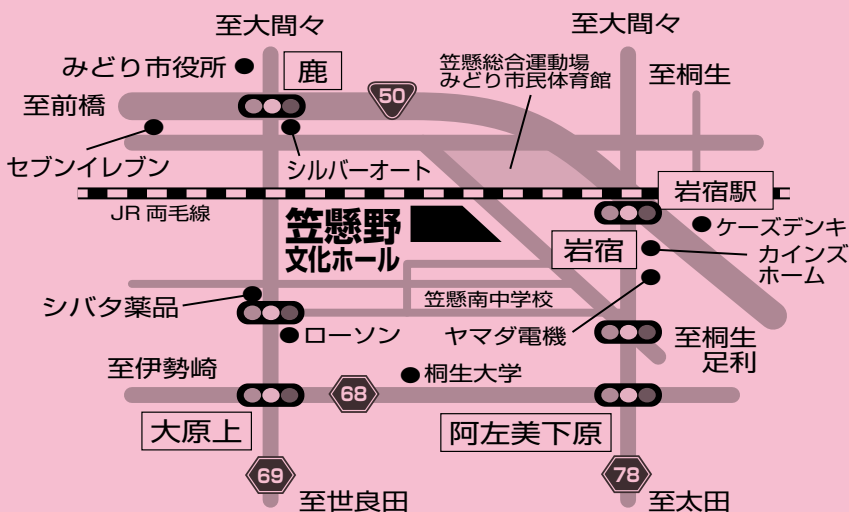 至大間々
至大間々
みどり市役所
鹿
笠懸総合運動場
みどり市民体育館
至桐生
至前橋
50
セブンイレブン
シルバーオート
JR両毛線
岩宿駅
笠懸野
文化ホール
岩宿
ケーズデンキ
カインズ
ホーム
シバタ薬品
笠懸南中学校
ローソン
ヤマダ電機
至桐生
足利
至伊勢崎
68
桐生大学
大原上
阿左美下原
69
至世良田
78
至太田